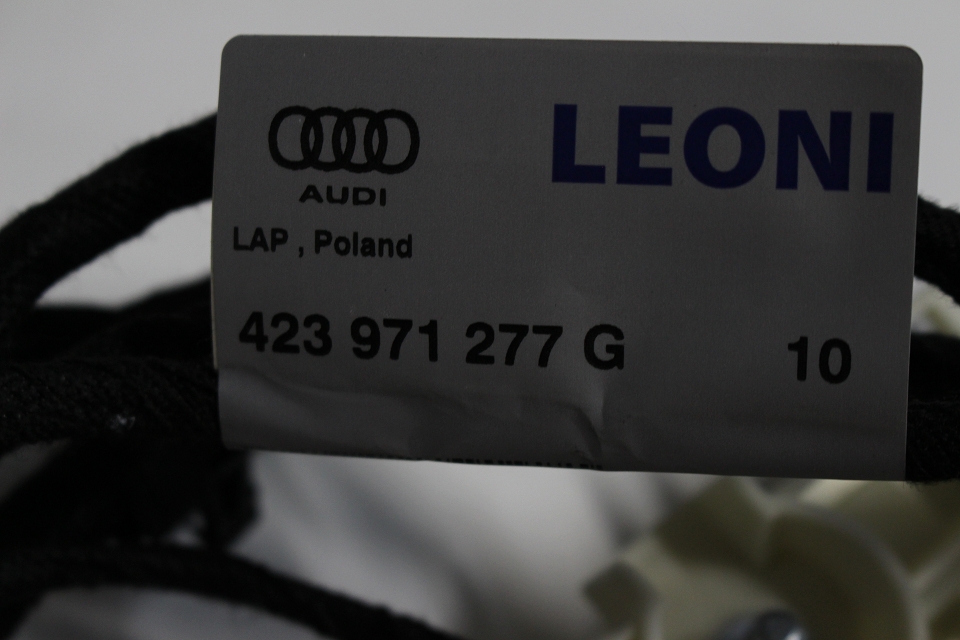 LEONI
AUDI
LAP , Poland
423 971 277 G 10